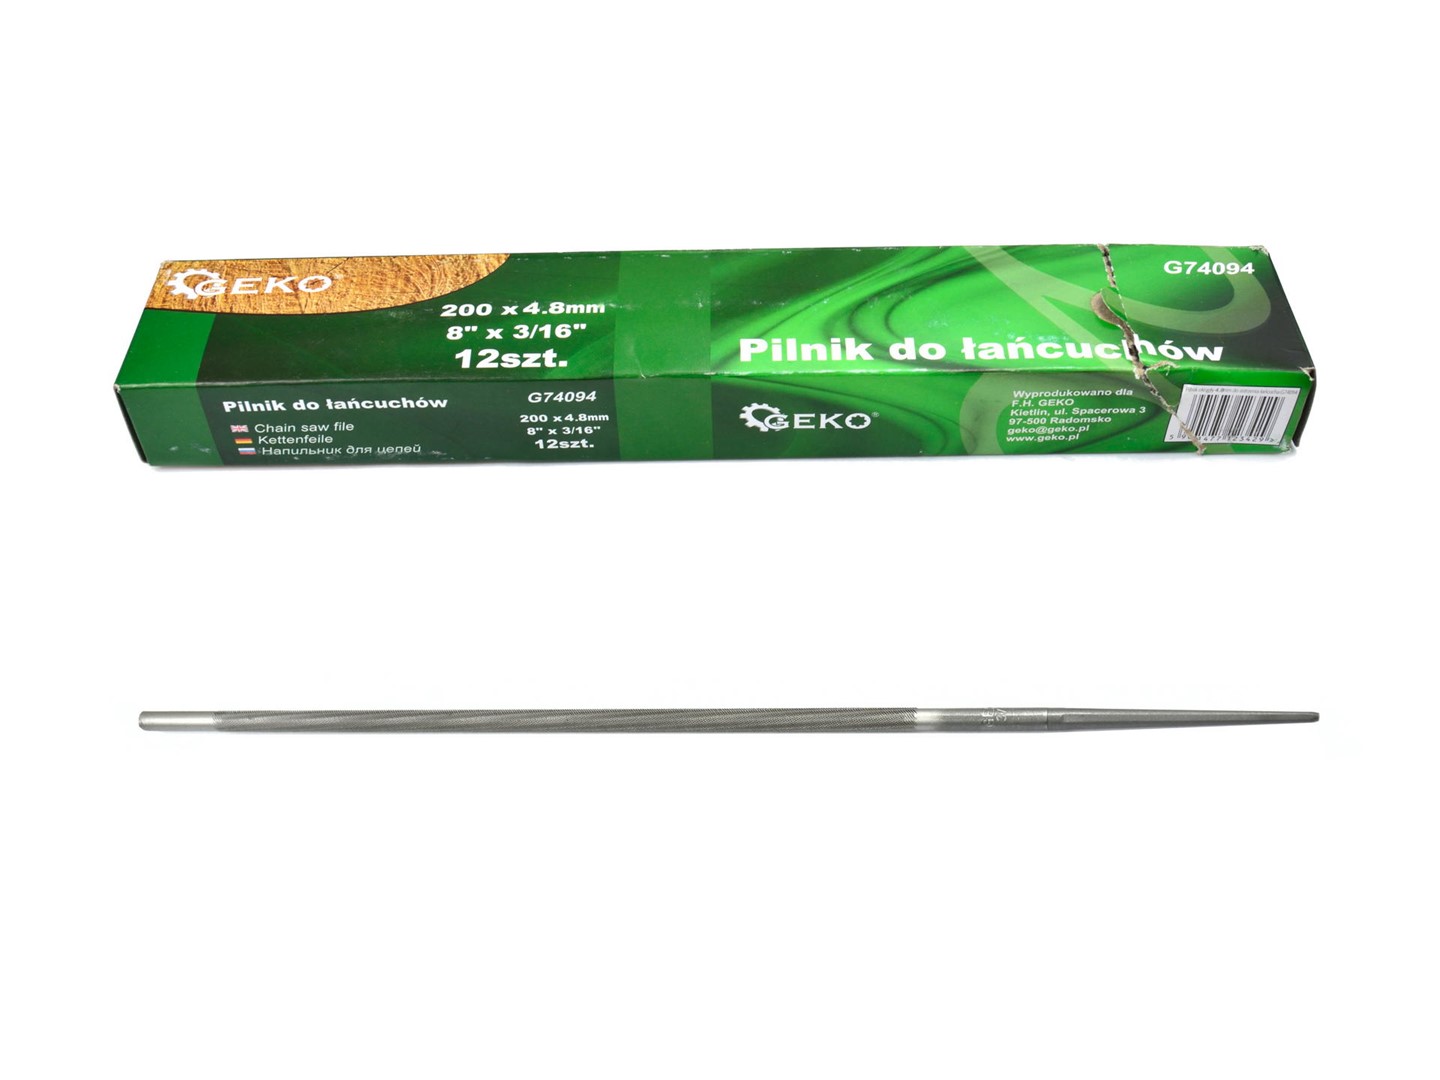 GEKO®
200 x 4.8mm
8" x 3/16"
12szt.
G74094
Pilnik do łańcuchów
Pilnik do łańcuchów
Chain saw file
Kettenfeile
Напильник для цепей
G74094
200 x 4.8mm
8" x 3/16"
12szt.
GEKO®
Wyprodukowano dla
F.H. GEKO
Kietlin, ul. Spacerowa 3
97-500 Radomsko
geko@geko.pl
www.geko.pl